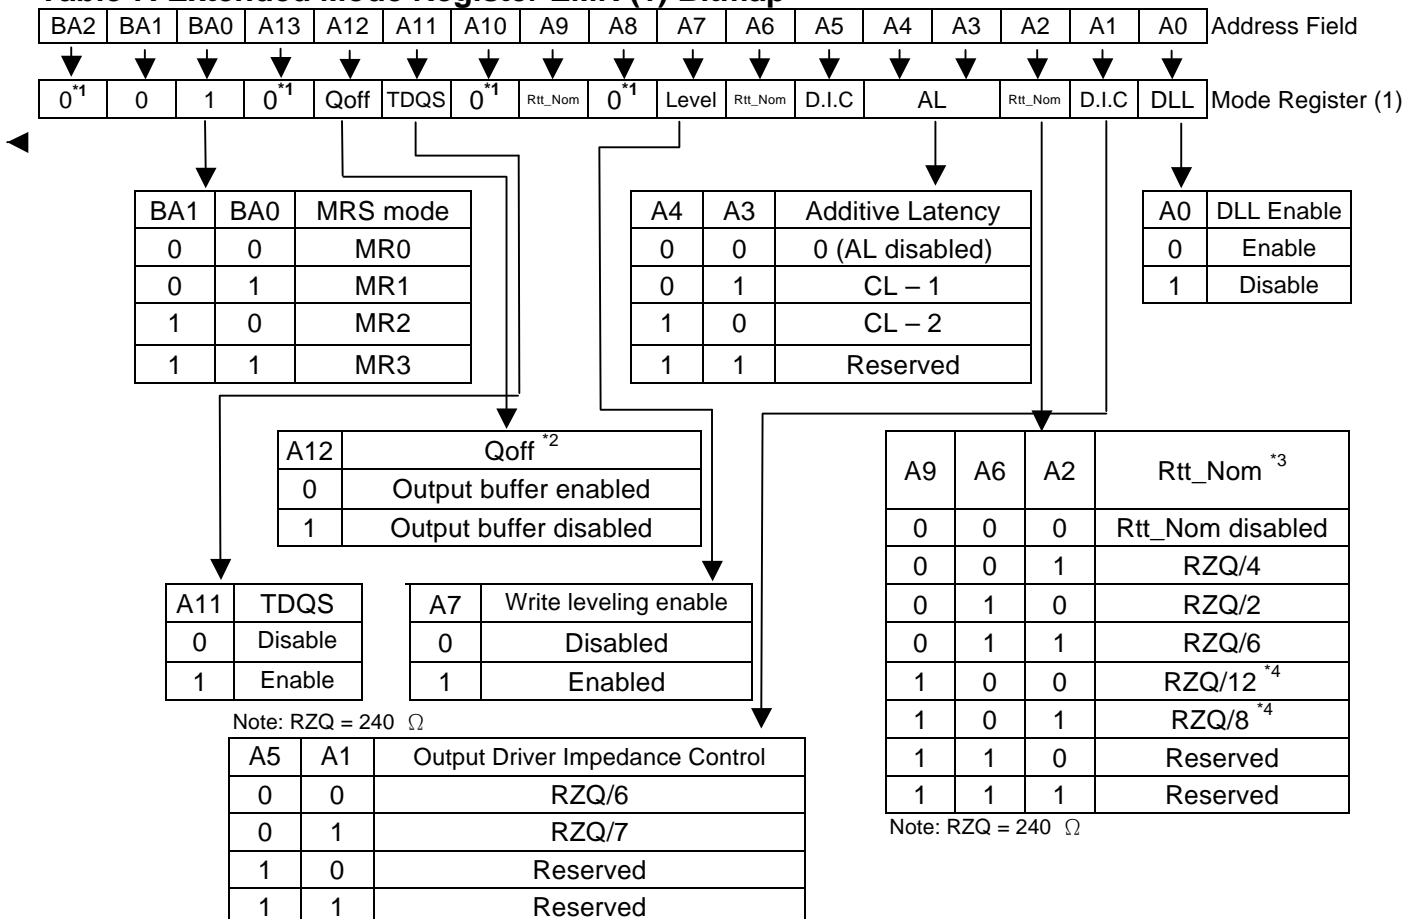 Table 7. Extended Mode Register EMR (1) Bitmap
BA2 BA1 BA0 A13 A12 A11 A10 A9 A8 A7 A6 A5 A4 A3 A2 A1 A0 Address Field
0*1 0 1 0*1 Qoff TDQS 0*1 Rtt_Nom 0*1 Level Rtt_Nom D.I.C AL Rtt_Nom D.I.C DLL Mode Register (1)
BA1 BA0 MRS mode
0 0 MR0
0 1 MR1
1 0 MR2
1 1 MR3
A4 A3 Additive Latency
0 0 0 (AL disabled)
0 1 CL – 1
1 0 CL – 2
1 1 Reserved
A0 DLL Enable
0 Enable
1 Disable
A12 Qoff *2
0 Output buffer enabled
1 Output buffer disabled
A9 A6 A2 Rtt_Nom *3
0 0 0 Rtt_Nom disabled
0 0 1 RZQ/4
0 1 0 RZQ/2
0 1 1 RZQ/6
1 0 0 RZQ/12 *4
1 0 1 RZQ/8 *4
1 1 0 Reserved
1 1 1 Reserved
Note: RZQ = 240 Ω
A11 TDQS
0 Disable
1 Enable
A7 Write leveling enable
0 Disabled
1 Enabled
Note: RZQ = 240 Ω
A5 A1 Output Driver Impedance Control
0 0 RZQ/6
0 1 RZQ/7
1 0 Reserved
1 1 Reserved